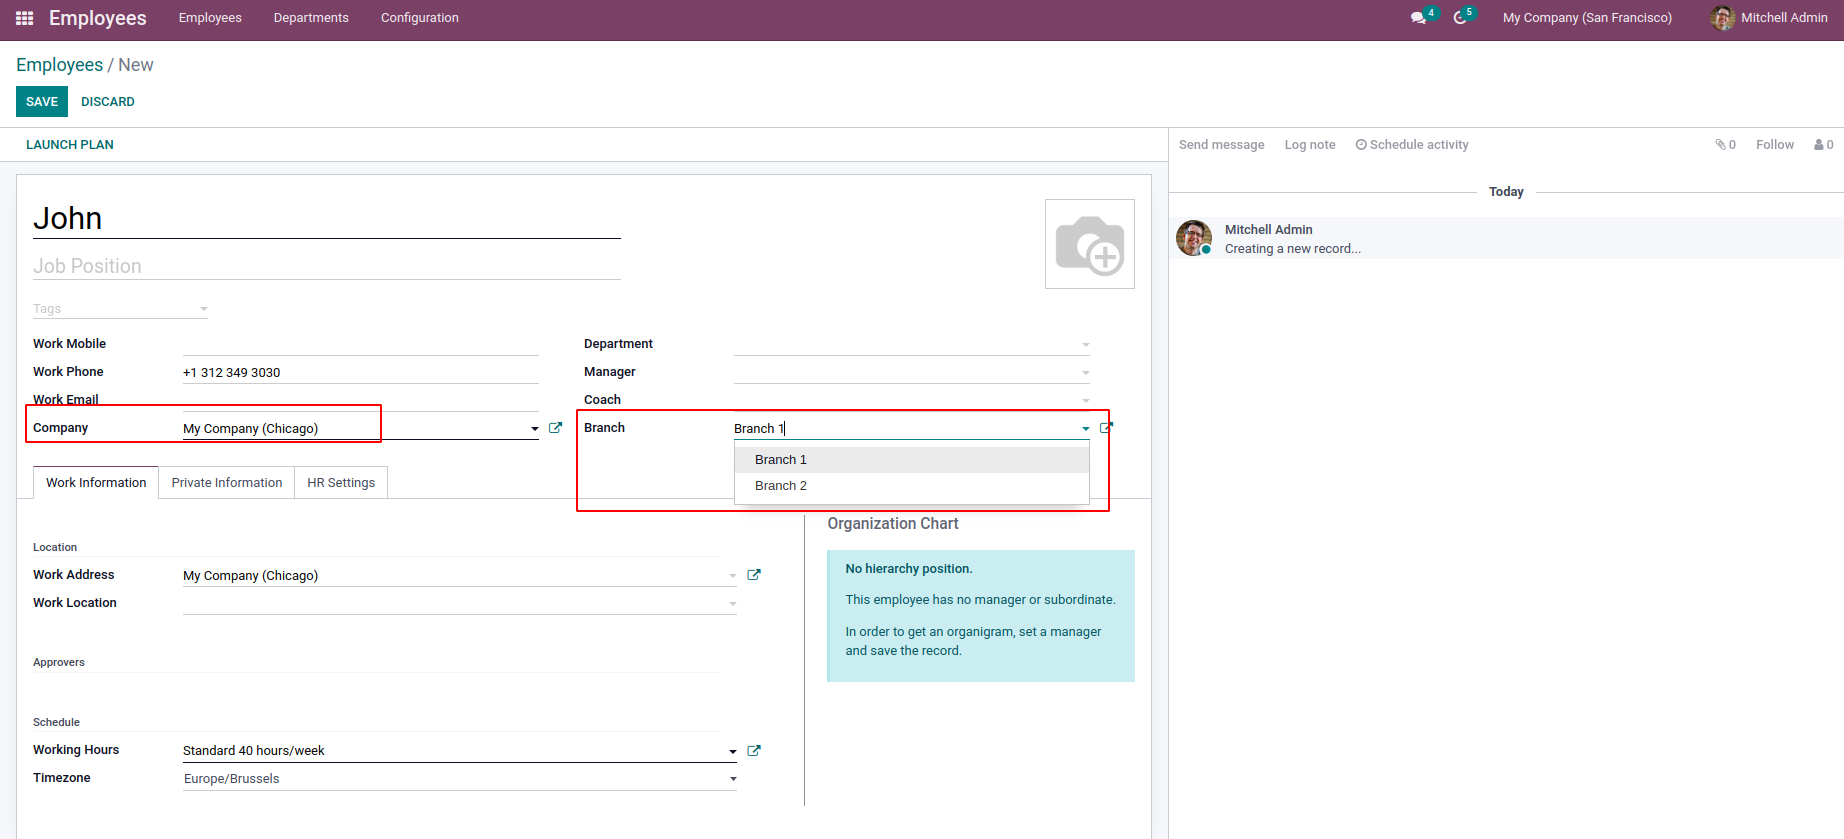 Employees Employees Departments Configuration 4 5 My Company (San Francisco) Mitchell Admin
Employees / New
SAVE DISCARD
LAUNCH PLAN
Send message Log note Schedule activity 0 Follow 0
Today
Mitchell Admin
Creating a new record...
John
Job Position
Tags
Work Mobile
Work Phone +1 312 349 3030
Work Email
Company My Company (Chicago)
Department
Manager
Coach
Branch Branch 1
Branch 1
Branch 2
Work Information Private Information HR Settings
Location
Work Address My Company (Chicago)
Work Location
Approvers
Schedule
Working Hours Standard 40 hours/week
Timezone Europe/Brussels
Organization Chart
No hierarchy position.
This employee has no manager or subordinate.
In order to get an organigram, set a manager
and save the record.